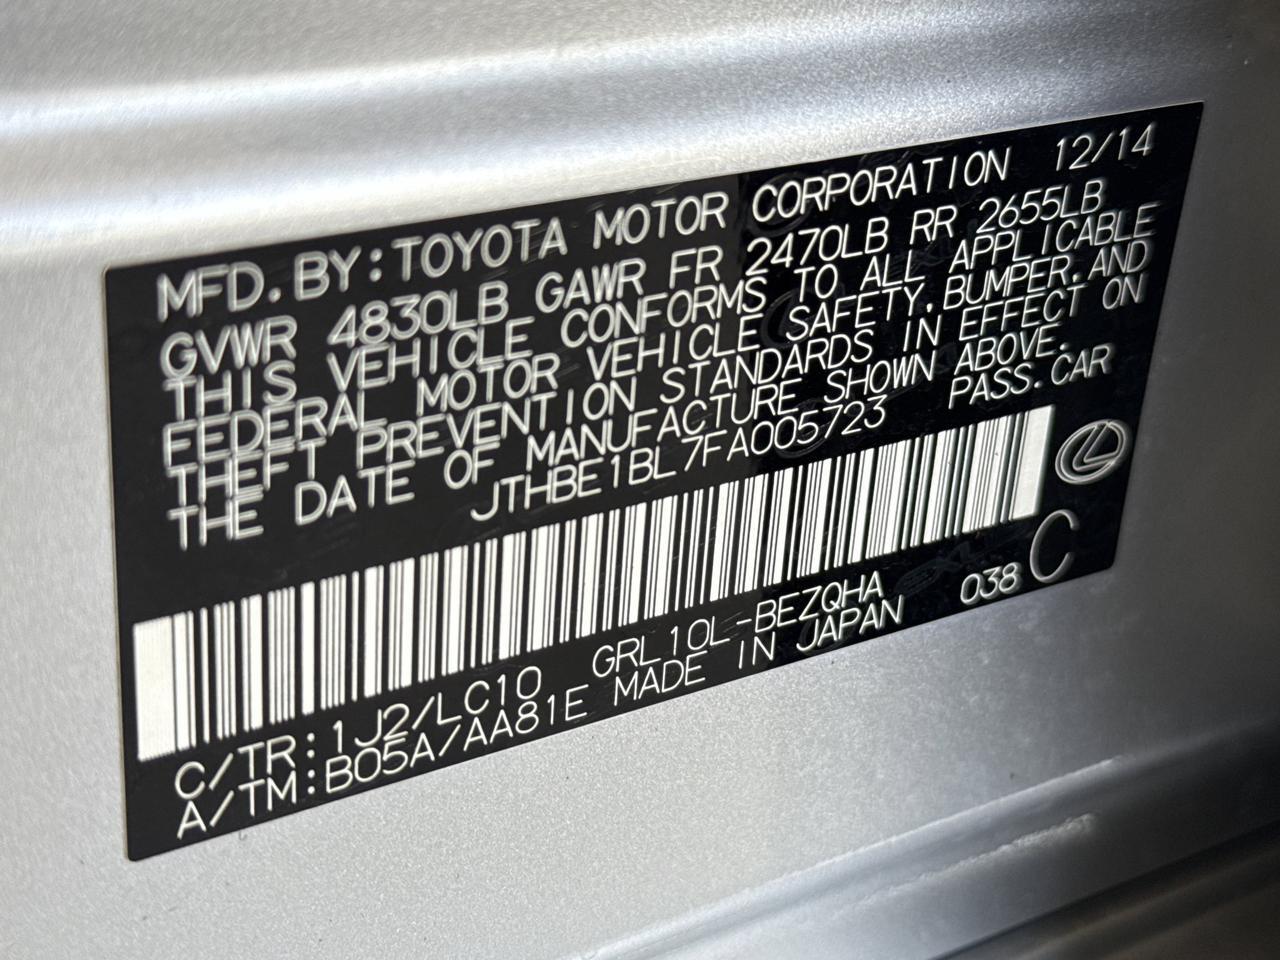 MFD. BY: TOYOTA MOTOR CORPORATION 12/14
GVWR 4830LB GAWR FR 2470LB RR 2655LB
THIS VEHICLE CONFORMS TO ALL APPLICABLE
FEDERAL MOTOR VEHICLE SAFETY, BUMPER, AND
THEFT PREVENTION STANDARDS IN EFFECT ON
THE DATE OF MANUFACTURE SHOWN ABOVE.
JTHBE1BL7FA005723 PASS. CAR
C/TR: 1J2/LC10 GRL10L-BEZQHA 038 C
A/TM: B05A/AA81E MADE IN JAPAN